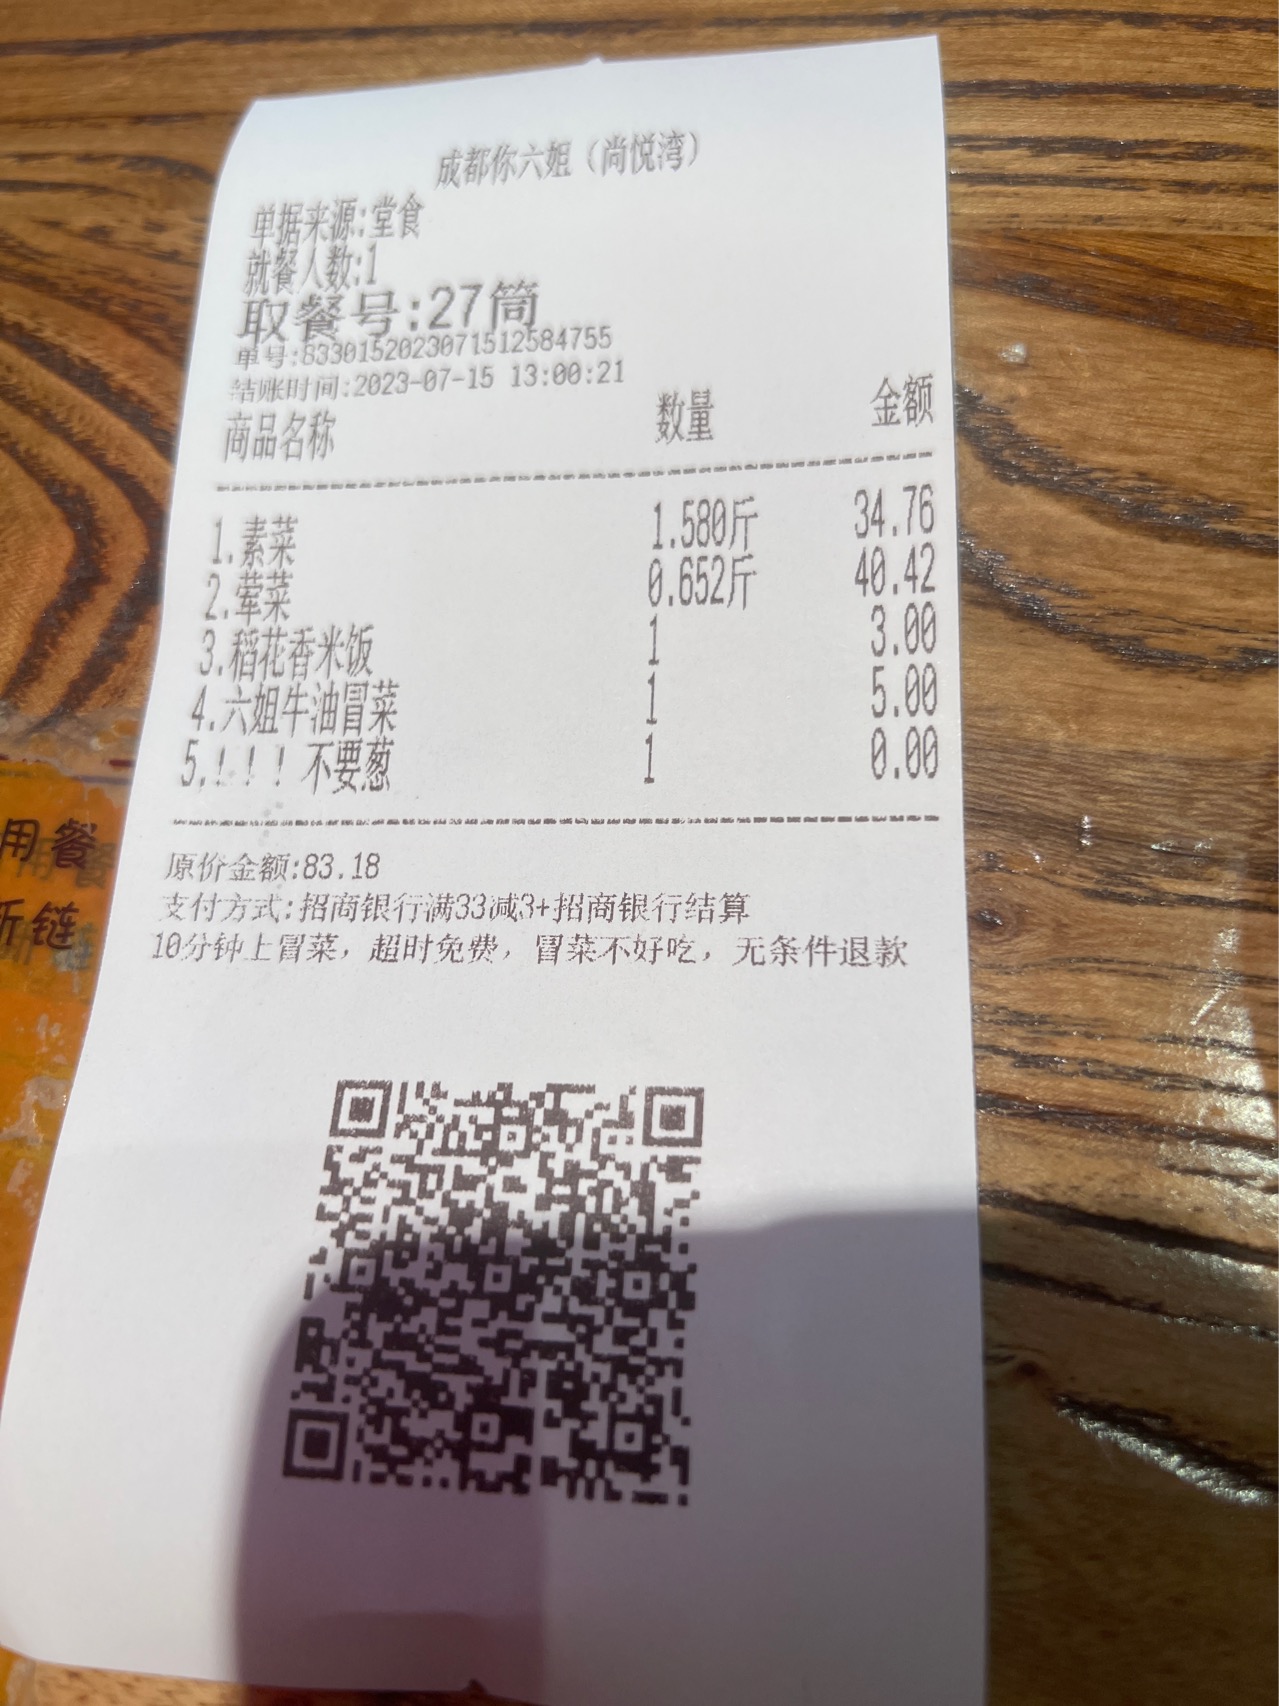 成都你六姐（尚悦湾）
单据来源:堂食
就餐人数:1
取餐号:27筒
单号:8330152023071512584755
结账时间:2023-07-15 13:00:21
商品名称 数量 金额
1.素菜 1.580斤 34.76
2.荤菜 0.652斤 40.42
3.稻花香米饭 1 3.00
4.六姐牛油冒菜 1 5.00
5.！！！不要葱 1 0.00
原价金额:83.18
支付方式:招商银行满33减3+招商银行结算
10分钟上冒菜，超时免费，冒菜不好吃，无条件退款
用餐
链